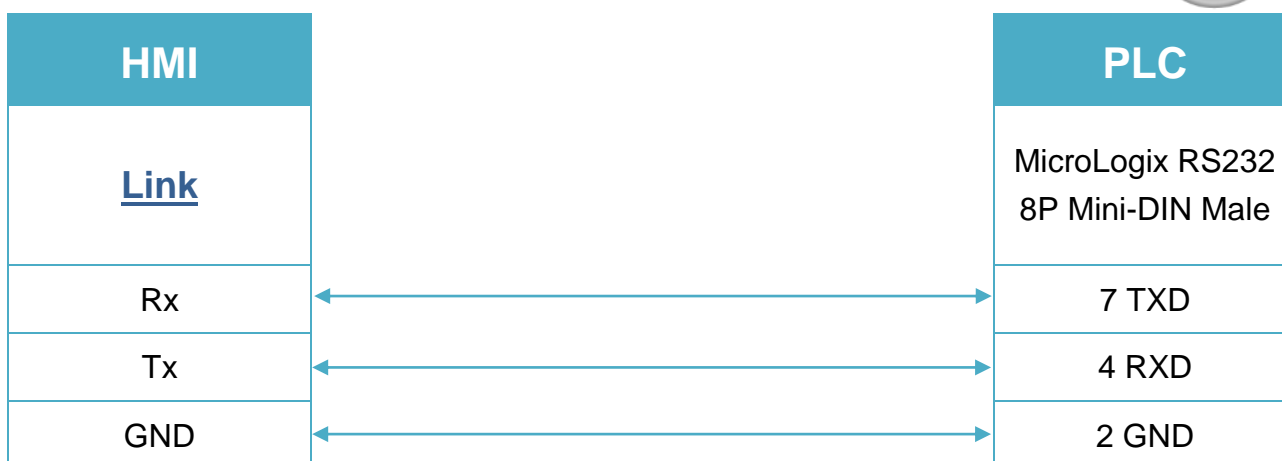 HMI
PLC
Link
MicroLogix RS232
8P Mini-DIN Male
Rx
7 TXD
Tx
4 RXD
GND
2 GND